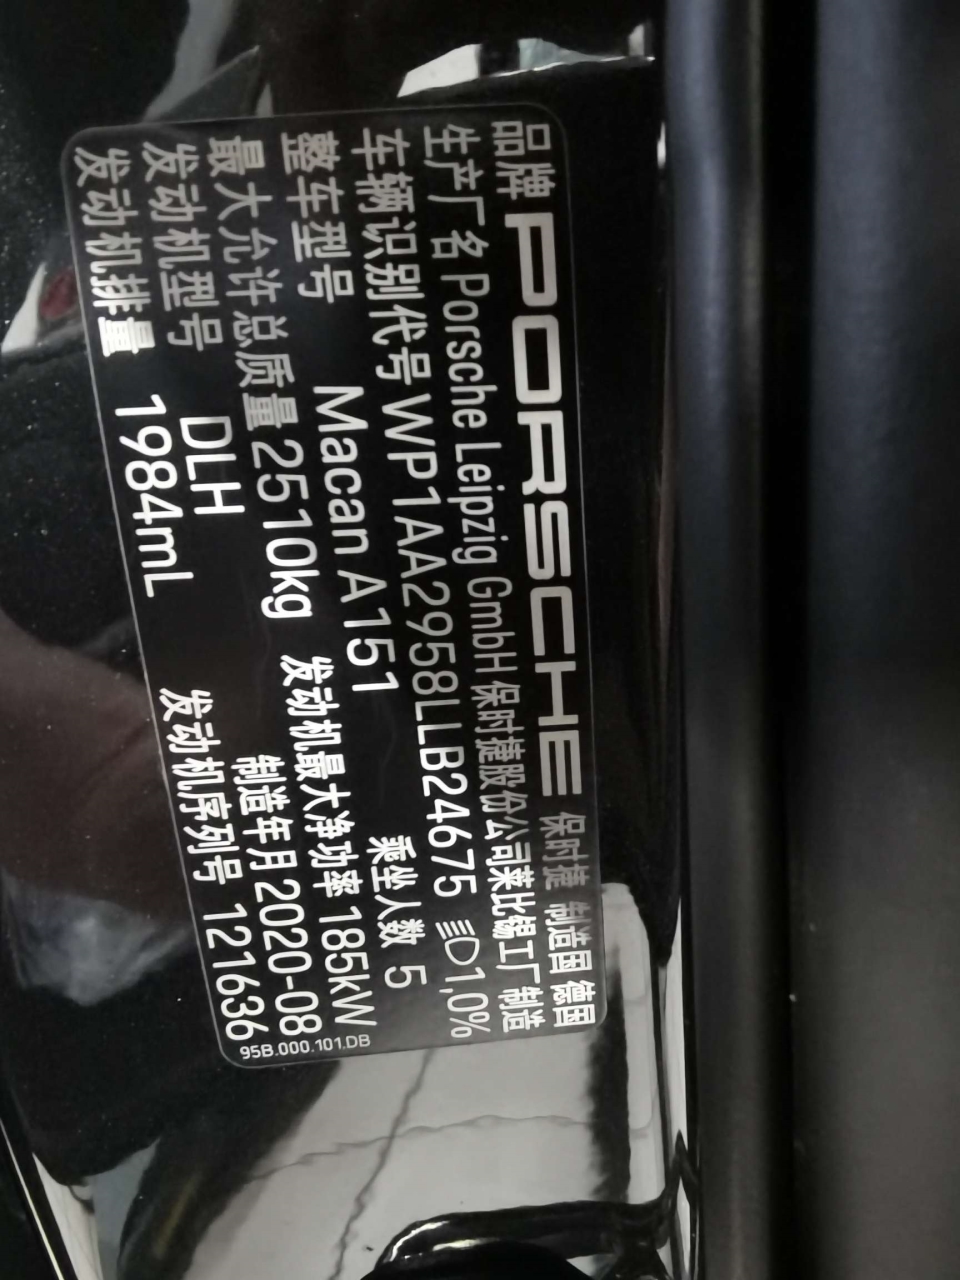 品牌 PORSCHE 保时捷 制造国 德国
生产厂名 Porsche Leipzig GmbH 保时捷股份公司莱比锡工厂制造
车辆识别代号 WP1AA2958LLB24675 1,0%
整车型号 Macan A151 乘坐人数 5
最大允许总质量 2510kg 发动机最大净功率 185kW
发动机型号 DLH 制造年月 2020-08
发动机排量 1984mL 发动机序列号 121636
95B.000.101.DB